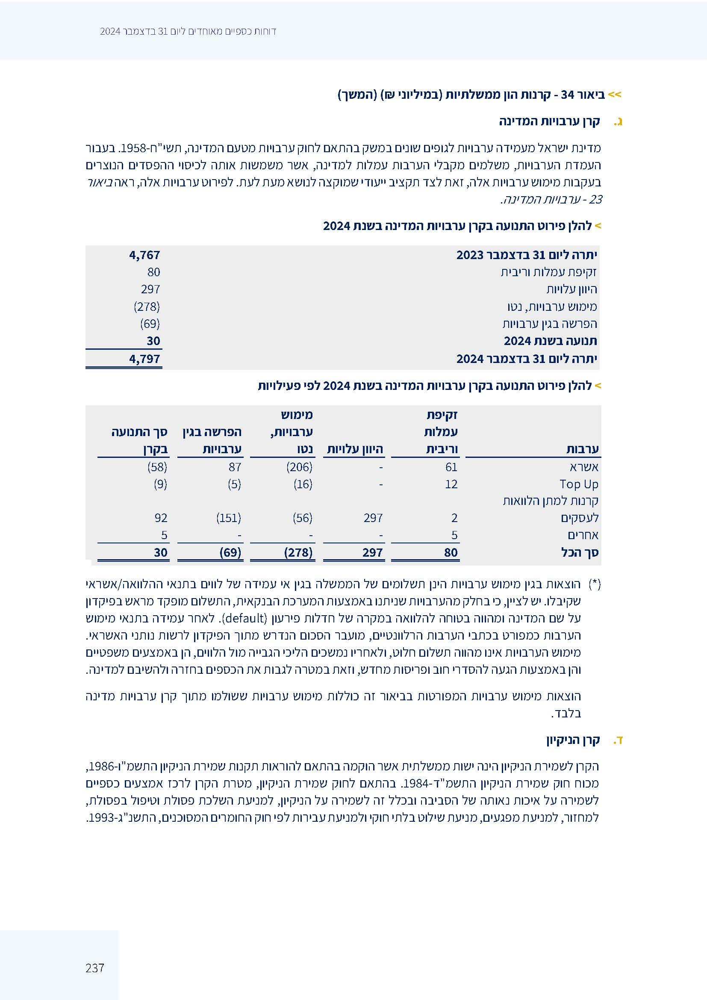 דוחות כספיים מאוחדים ליום 31 בדצמבר 2024
>> ביאור 34 - קרנות הון ממשלתיות (במיליוני ₪) (המשך)
ג. קרן ערבויות המדינה
מדינת ישראל מעמידה ערבויות לגופים שונים במשק בהתאם לחוק ערבויות מטעם המדינה, תשי"ח-1958. בעבור
העמדת הערבויות, משלמים מקבלי הערבות עמלות למדינה, אשר משמשות אותה לכיסוי ההפסדים הנוצרים
בעקבות מימוש ערבויות אלה, זאת לצד תקציב ייעודי שמוקצה לנושא מעת לעת. לפירוט ערבויות אלה, ראה ביאור
23 - ערבויות המדינה.
> להלן פירוט התנועה בקרן ערבויות המדינה בשנת 2024
יתרה ליום 31 בדצמבר 2023 4,767
זקיפת עמלות וריבית 80
היוון עלויות 297
מימוש ערבויות, נטו (278)
הפרשה בגין ערבויות (69)
תנועה בשנת 2024 30
יתרה ליום 31 בדצמבר 2024 4,797
> להלן פירוט התנועה בקרן ערבויות המדינה בשנת 2024 לפי פעילויות
זקיפת מימוש
עמלות ערבויות, הפרשה בגין סך התנועה
ערבות וריבית היוון עלויות נטו ערבויות בקרן
אשרא 61 - (206) 87 (58)
Top Up 12 - (16) (5) (9)
קרנות למתן הלוואות
לעסקים 2 297 (56) (151) 92
אחרים 5 - - - 5
סך הכל 80 297 (278) (69) 30
(*) הוצאות בגין מימוש ערבויות הינן תשלומים של הממשלה בגין אי עמידה של לווים בתנאי ההלוואה/אשראי
שקיבלו. יש לציין, כי בחלק מהערבויות שניתנו באמצעות המערכת הבנקאית, התשלום מופקד מראש בפיקדון
על שם המדינה ומהווה בטוחה להלוואה במקרה של חדלות פירעון (default). לאחר עמידה בתנאי מימוש
הערבות כמפורט בכתבי הערבות הרלוונטיים, מועבר הסכום הנדרש מתוך הפיקדון לרשות נותני האשראי.
מימוש הערבויות אינו מהווה תשלום חלוט, ולאחריו נמשכים הליכי הגבייה מול הלווים, הן באמצעים משפטיים
והן באמצעות הגעה להסדרי חוב ופריסות מחדש, וזאת במטרה לגבות את הכספים בחזרה ולהשיבם למדינה.
הוצאות מימוש ערבויות המפורטות בביאור זה כוללות מימוש ערבויות ששולמו מתוך קרן ערבויות מדינה
בלבד.
ד. קרן הניקיון
הקרן לשמירת הניקיון הינה ישות ממשלתית אשר הוקמה בהתאם להוראות תקנות שמירת הניקיון התשמ"ו-1986,
מכוח חוק שמירת הניקיון התשמ"ד-1984. בהתאם לחוק שמירת הניקיון, מטרת הקרן לרכז אמצעים כספיים
לשמירה על איכות נאותה של הסביבה ובכלל זה לשמירה על הניקיון, למניעת השלכת פסולת וטיפול בפסולת,
למחזור, למניעת מפגעים, מניעת שילוט בלתי חוקי ולמניעת עבירות לפי חוק החומרים המסוכנים, התשנ"ג-1993.
237